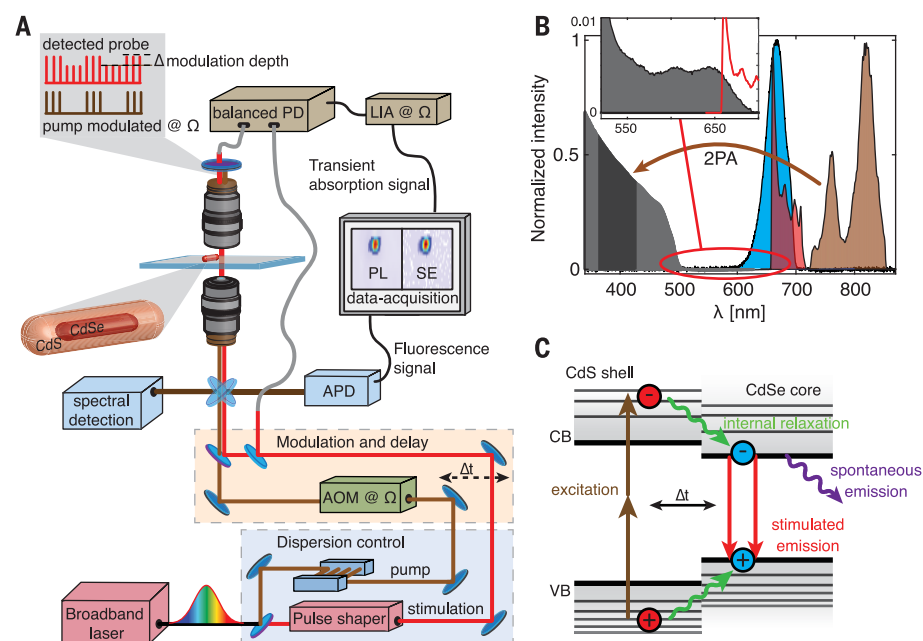 A
detected probe
Δ modulation depth
pump modulated @ Ω
balanced PD
LIA @ Ω
Transient
absorption signal
PL
SE
data-acquisition
CdSe
CdS
Fluorescence
signal
spectral
detection
APD
Modulation and delay
Δt
AOM @ Ω
Dispersion control
pump
Broadband
laser
Pulse shaper
stimulation
B
Normalized intensity
1
0.5
0
0.01
0
550
650
2PA
400
500
600
700
800
λ [nm]
C
CdS shell
CdSe core
CB
internal relaxation
spontaneous
emission
excitation
Δt
stimulated
emission
VB
-
-
+
+